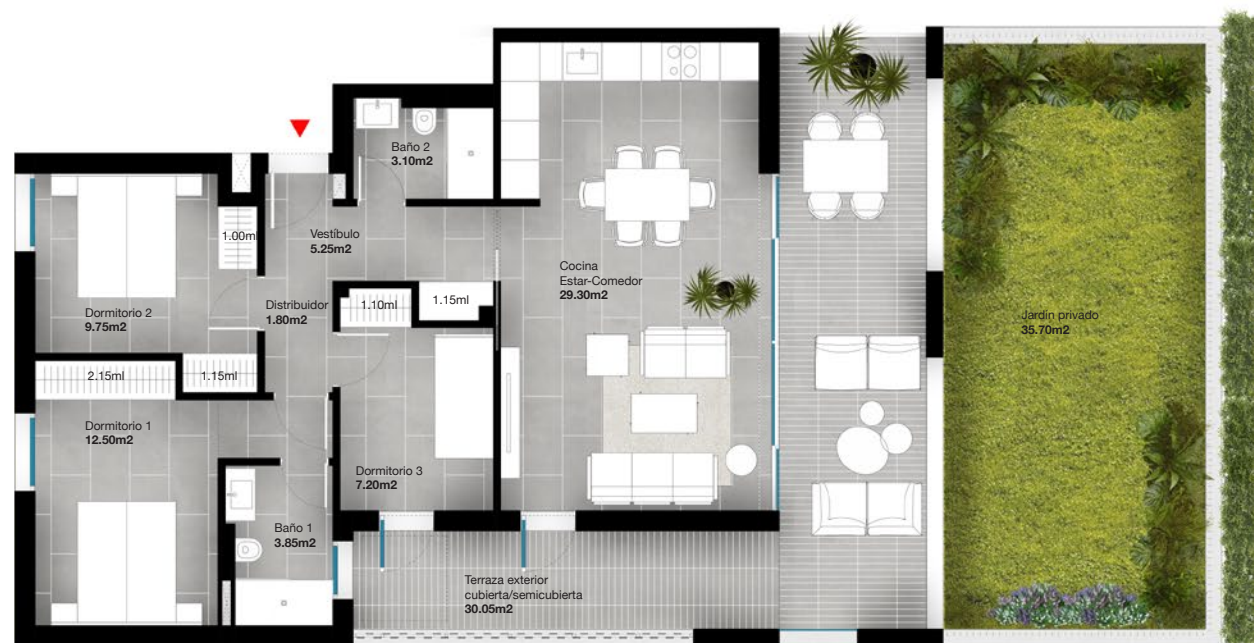 Baño 2
3.10m2
1.00ml
Vestíbulo
5.25m2
Cocina
Estar-Comedor
29.30m2
Dormitorio 2
9.75m2
Distribuidor
1.80m2
1.10ml
1.15ml
Jardin privado
35.70m2
2.15ml
1.15ml
Dormitorio 1
12.50m2
Dormitorio 3
7.20m2
Baño 1
3.85m2
Terraza exterior
cubierta/semicubierta
30.05m2